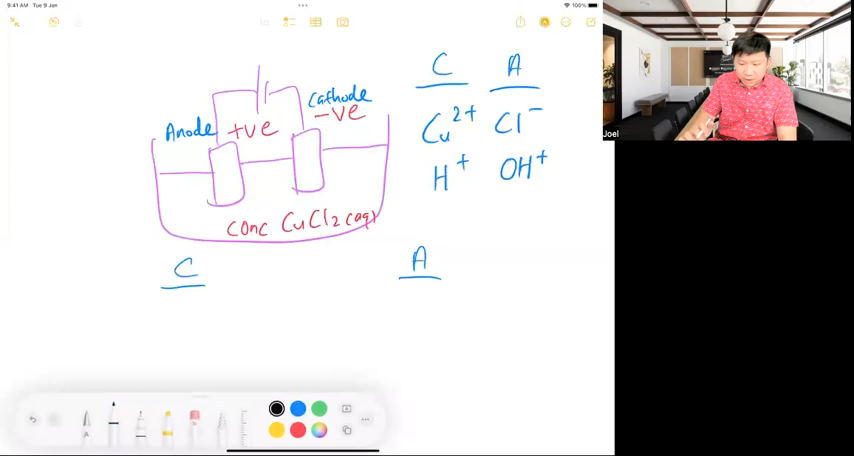 9:41 AM Tue 9 Jan
100%
Anode
+ve
Cathode
-ve
conc CuCl2 (aq)
C A
Cu2+ Cl-
H+ OH+
C A
Joel